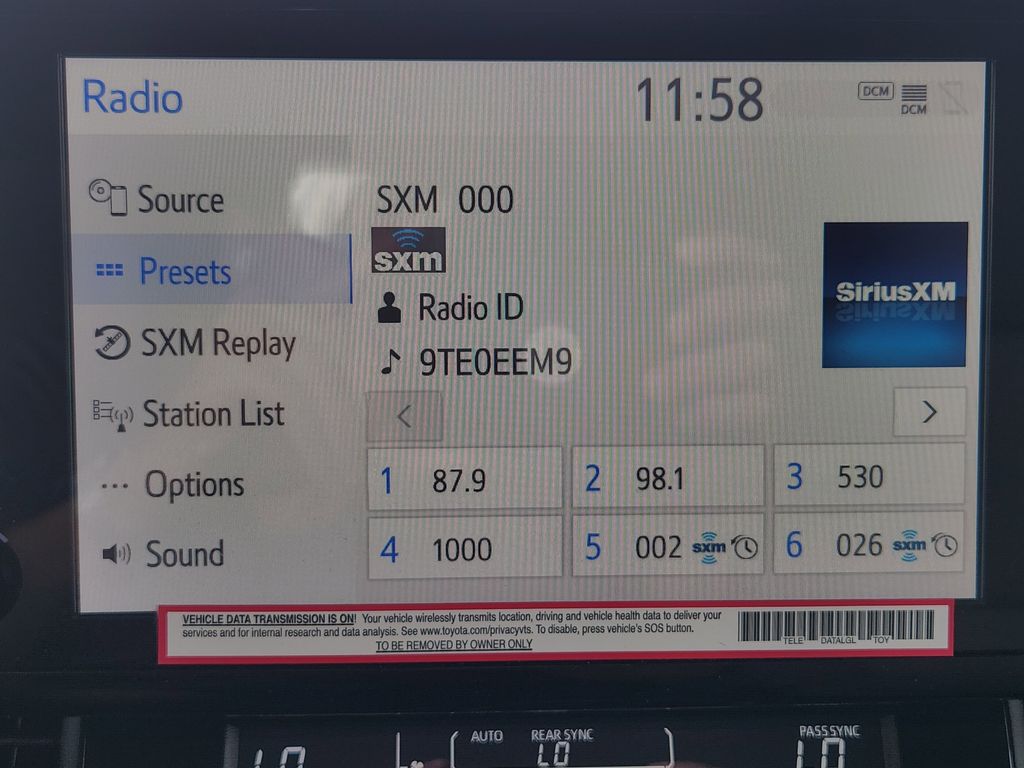 Radio
11:58
DCM
DCM
Source
Presets
SXM Replay
Station List
Options
Sound
SXM 000
sxm
Radio ID
9TE0EEM9
SiriusXM
1 87.9
2 98.1
3 530
4 1000
5 002 sxm
6 026 sxm
VEHICLE DATA TRANSMISSION IS ON! Your vehicle wirelessly transmits location, driving and vehicle health data to deliver your
services and for internal research and data analysis. See www.toyota.com/privacyvts. To disable, press vehicle's SOS button.
TO BE REMOVED BY OWNER ONLY
TELE DATALGL TOY
AUTO
REAR SYNC
PASS SYNC
LO
LO
LO